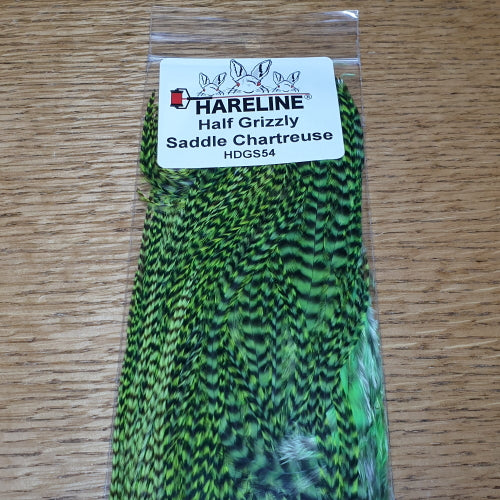 HARELINE®
Half Grizzly
Saddle Chartreuse
HDGS54